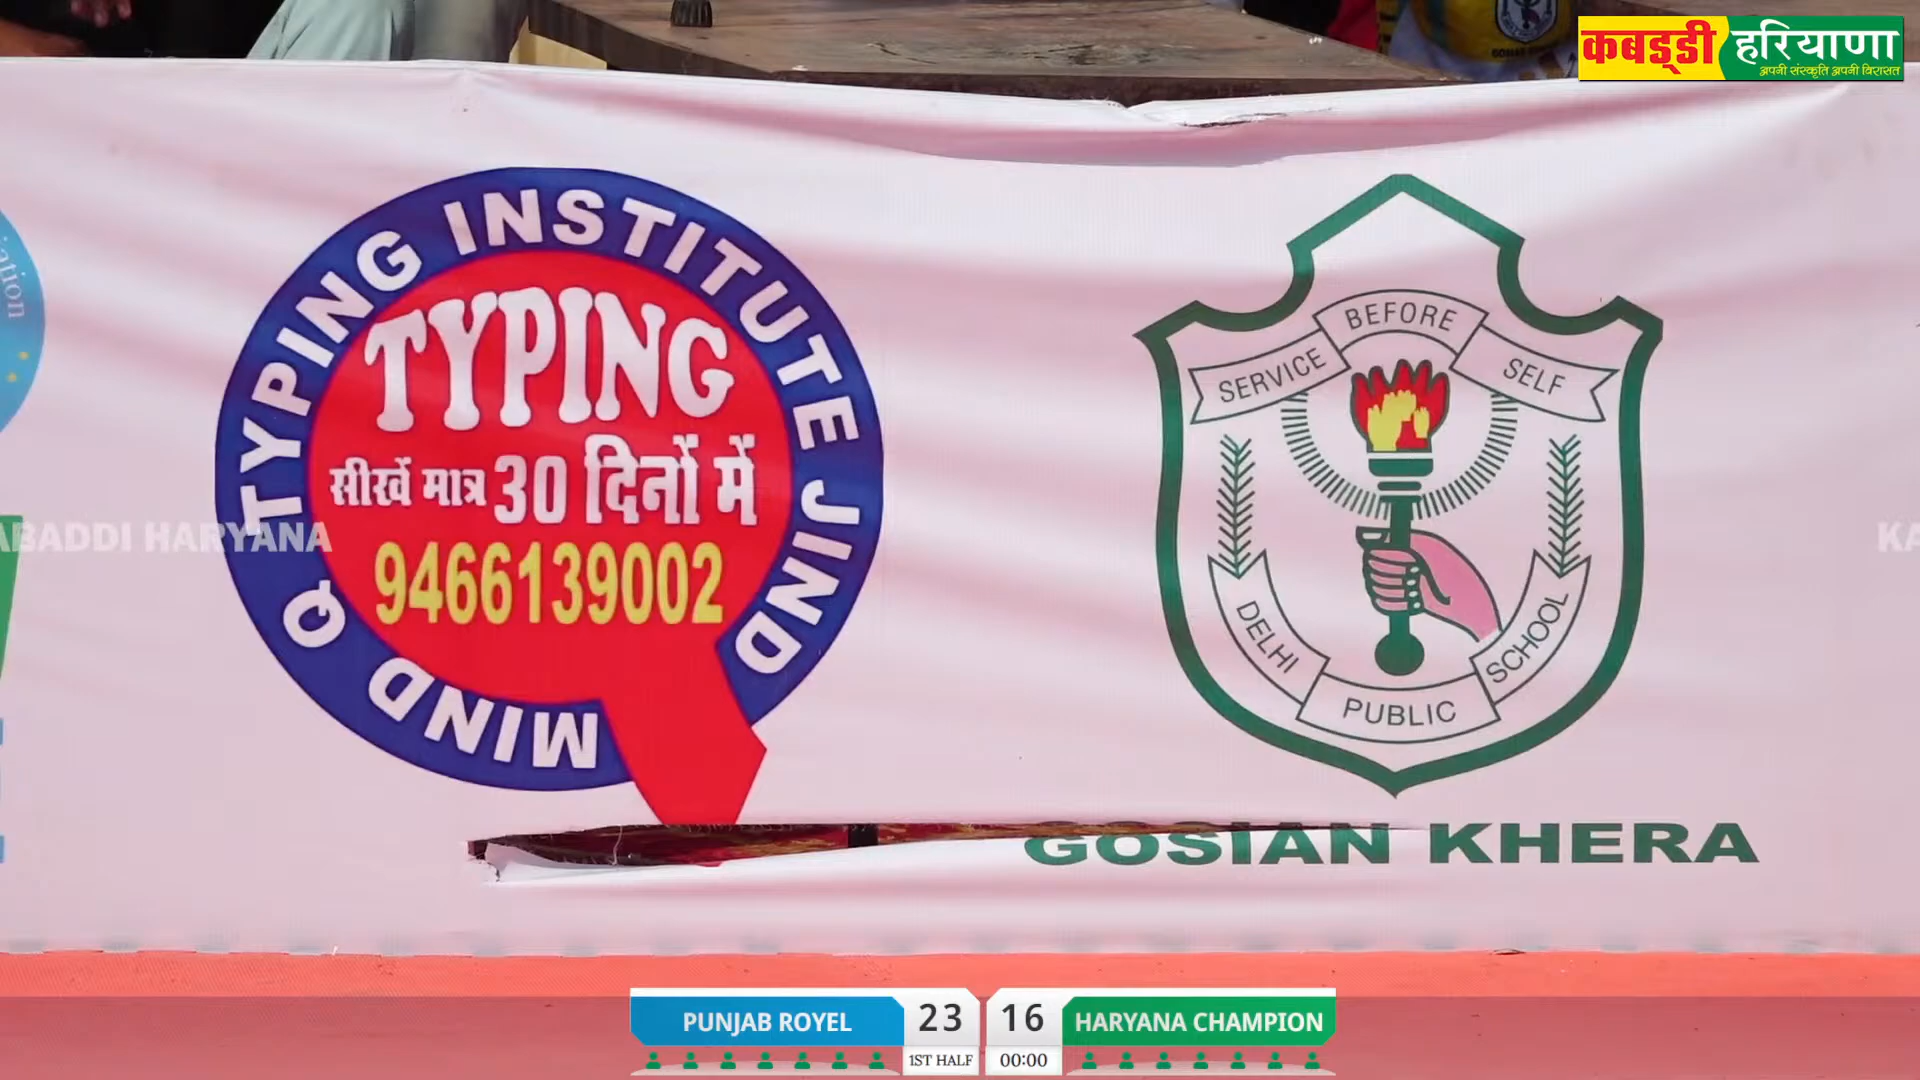 कबड्डी हरियाणा
अपनी संस्कृति अपनी विरासत
MIND Q TYPING INSTITUTE JIND
TYPING
सीखें मात्र 30 दिनों में
9466139002
SERVICE BEFORE SELF
DELHI PUBLIC SCHOOL
GOSIAN KHERA
ABADDI HARYANA
KA
ation
PUNJAB ROYEL 23 16 HARYANA CHAMPION
1ST HALF 00:00